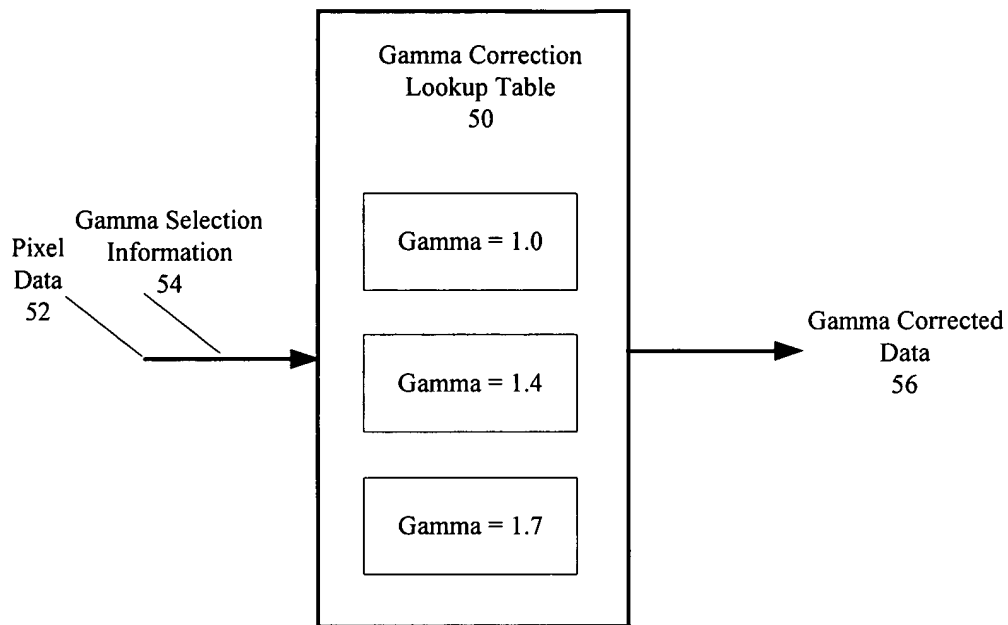 Gamma Correction
Lookup Table
50
Gamma Selection
Information
54
Pixel
Data
52
Gamma = 1.0
Gamma = 1.4
Gamma = 1.7
Gamma Corrected
Data
56